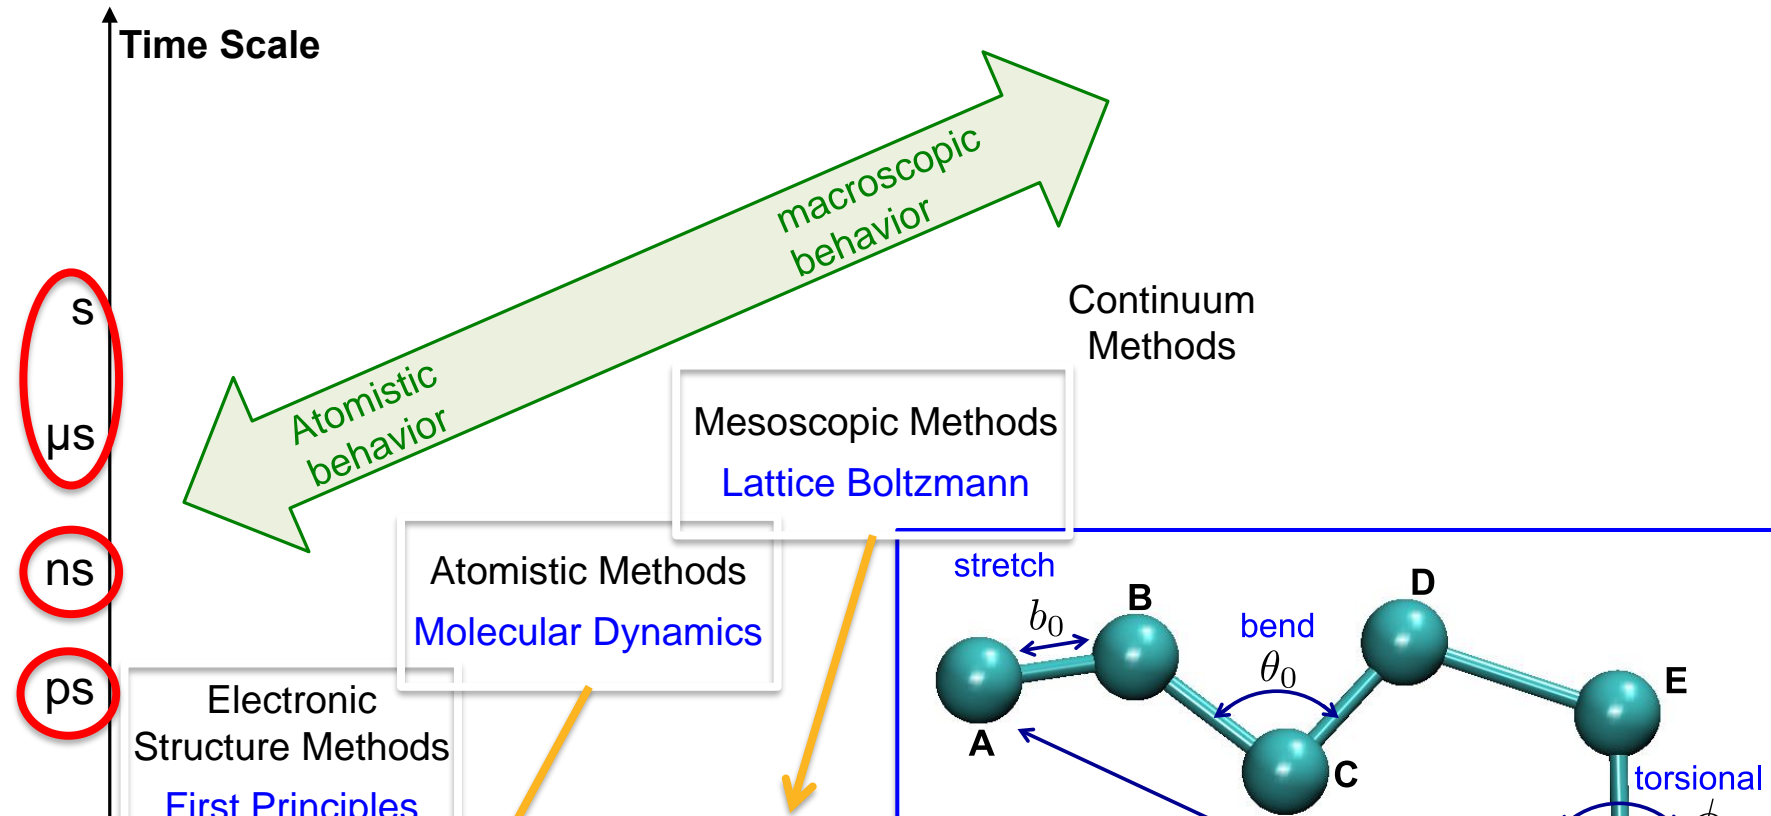 Time Scale
macroscopic
behavior
s
Continuum
Methods
Atomistic
behavior
µs
Mesoscopic Methods
Lattice Boltzmann
ns
Atomistic Methods
Molecular Dynamics
stretch
b₀
B
bend
θ₀
D
E
A
C
ps
Electronic
Structure Methods
First Principles
torsional